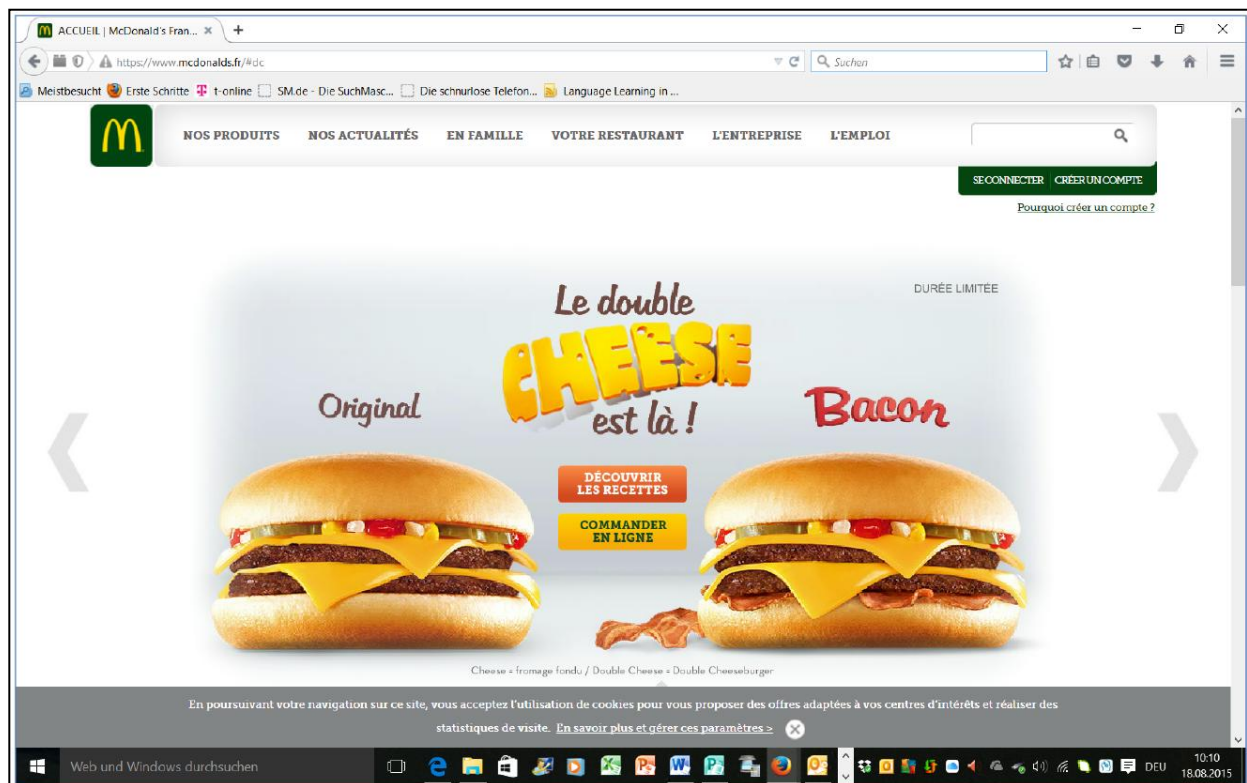 ACCUEIL | McDonald's Fran...
https://www.mcdonalds.fr/#dc
Suchen
Meistbesucht Erste Schritte t-online SM.de - Die SuchMasc... Die schnurlose Telefon... Language Learning in ...
NOS PRODUITS NOS ACTUALITÉS EN FAMILLE VOTRE RESTAURANT L'ENTREPRISE L'EMPLOI
SE CONNECTER CRÉER UN COMPTE
Pourquoi créer un compte ?
DURÉE LIMITÉE
Le double
CHEESE
est là !
Original
Bacon
DÉCOUVRIR
LES RECETTES
COMMANDER
EN LIGNE
Cheese = fromage fondu / Double Cheese = Double Cheeseburger
En poursuivant votre navigation sur ce site, vous acceptez l'utilisation de cookies pour vous proposer des offres adaptées à vos centres d'intérêts et réaliser des
statistiques de visite. En savoir plus et gérer ces paramètres >
Web und Windows durchsuchen
DEU
10:10
18.08.2015